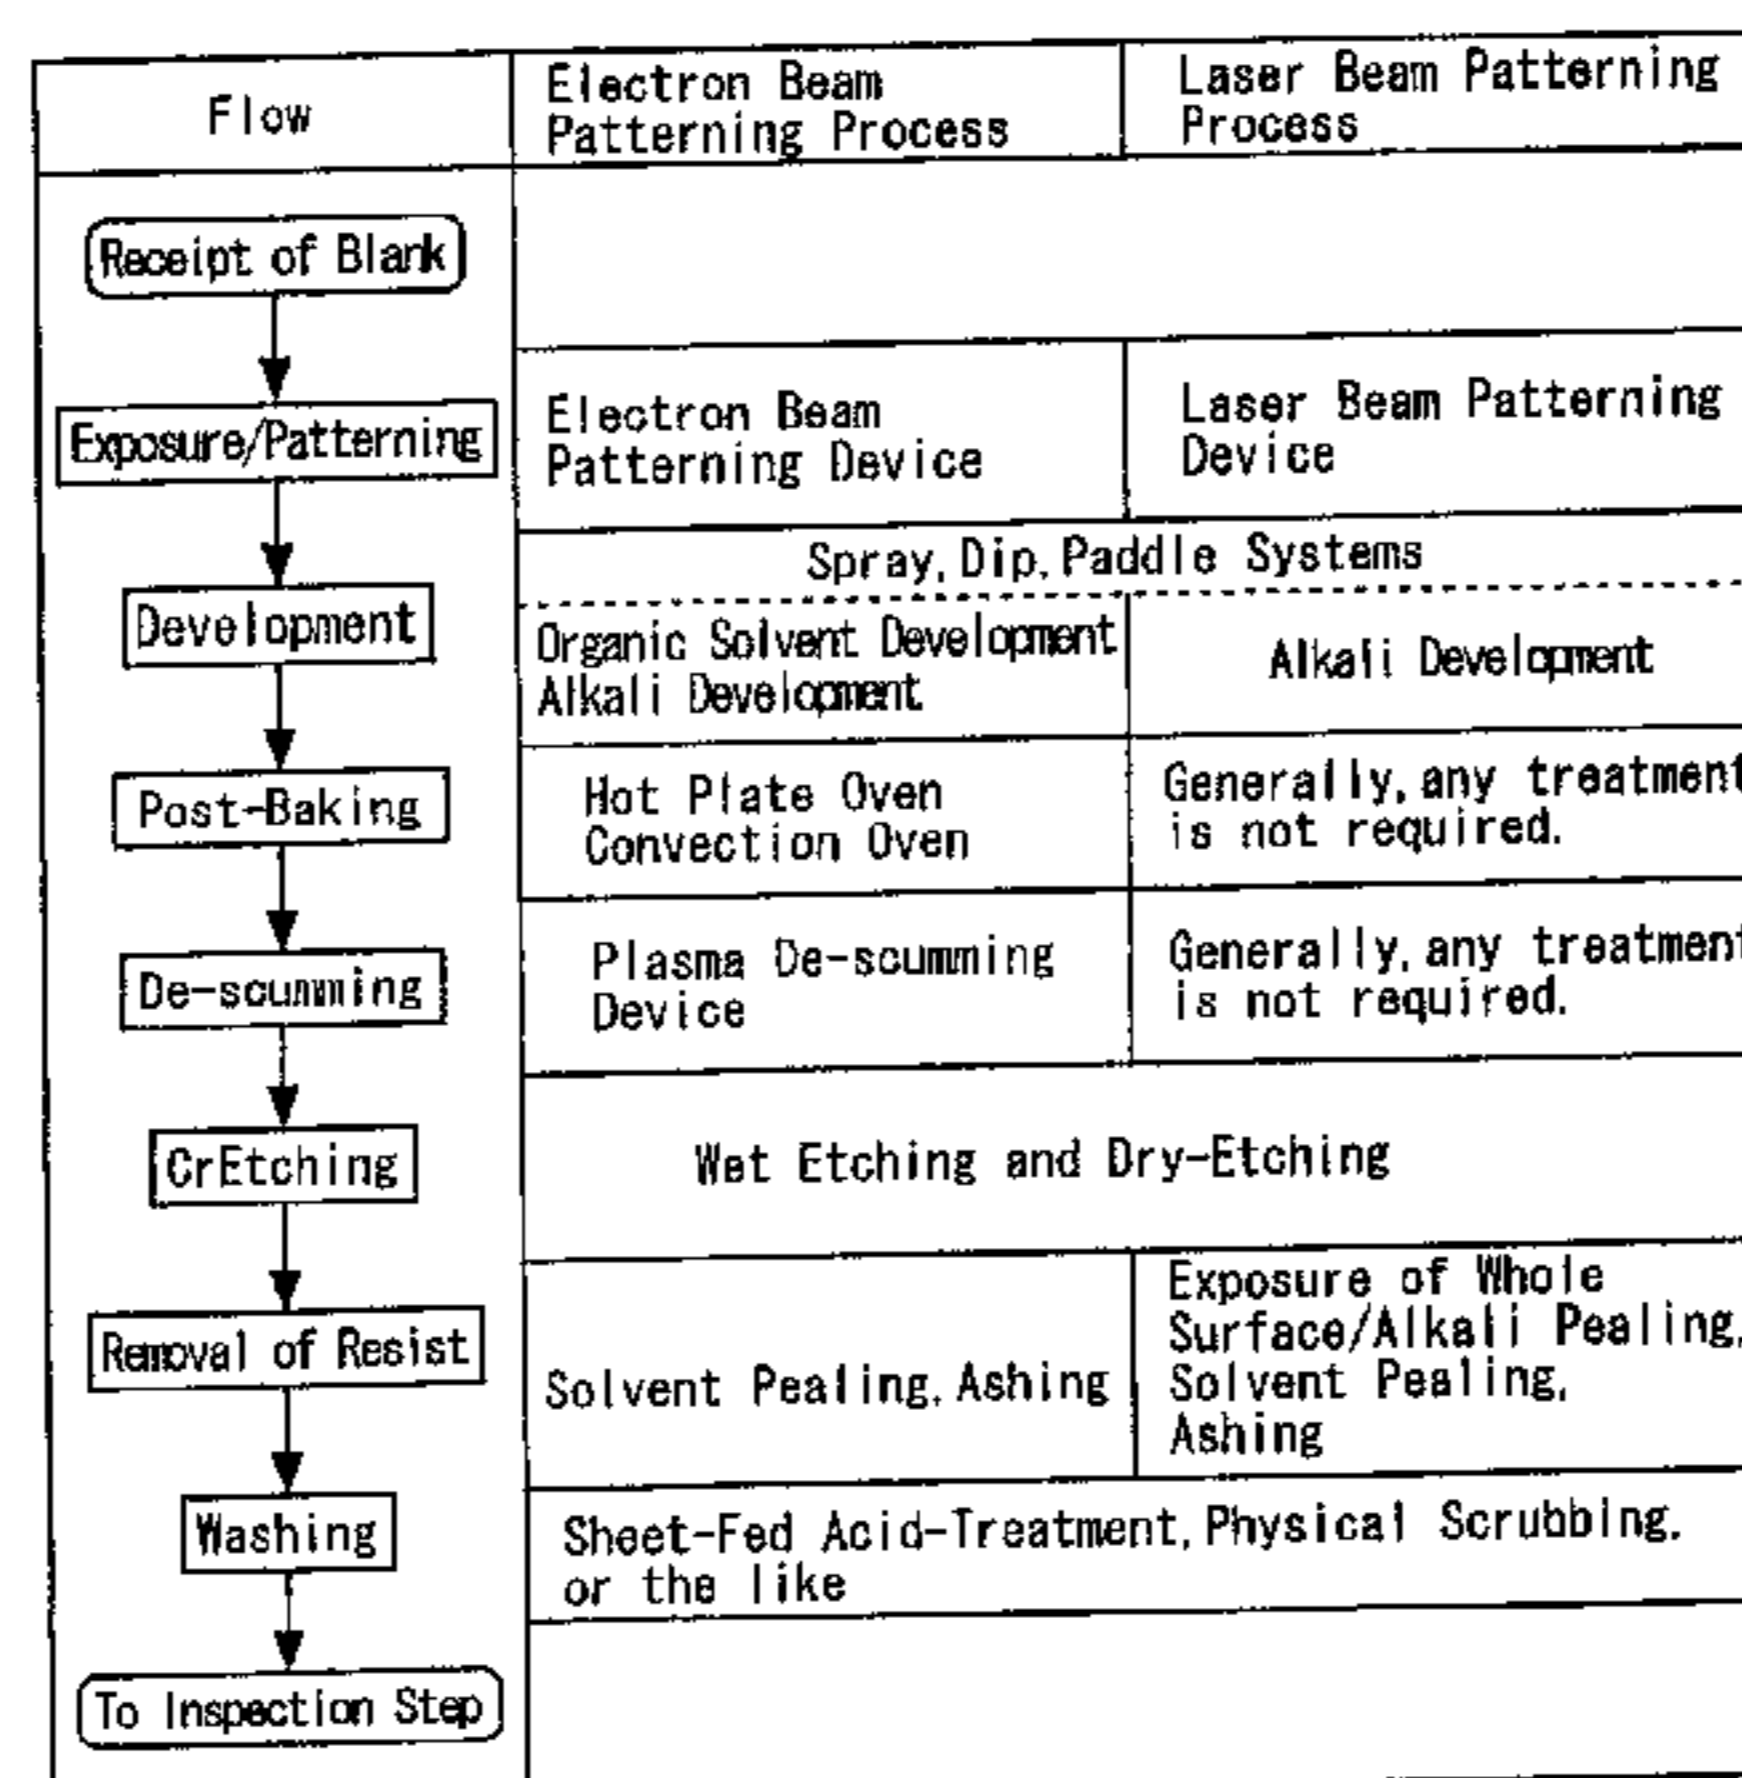 Flow
Electron Beam
Patterning Process
Laser Beam Patterning
Process
Receipt of Blank
Exposure/Patterning
Electron Beam
Patterning Device
Laser Beam Patterning
Device
Development
Spray, Dip, Paddle Systems
Organic Solvent Development
Alkali Development
Alkali Development
Post-Baking
Hot Plate Oven
Convection Oven
Generally, any treatment
is not required.
De-scumming
Plasma De-scumming
Device
Generally, any treatment
is not required.
CrEtching
Wet Etching and Dry-Etching
Removal of Resist
Solvent Pealing, Ashing
Exposure of Whole
Surface/Alkali Pealing,
Solvent Pealing,
Ashing
Washing
Sheet-Fed Acid-Treatment, Physical Scrubbing,
or the like
To Inspection Step